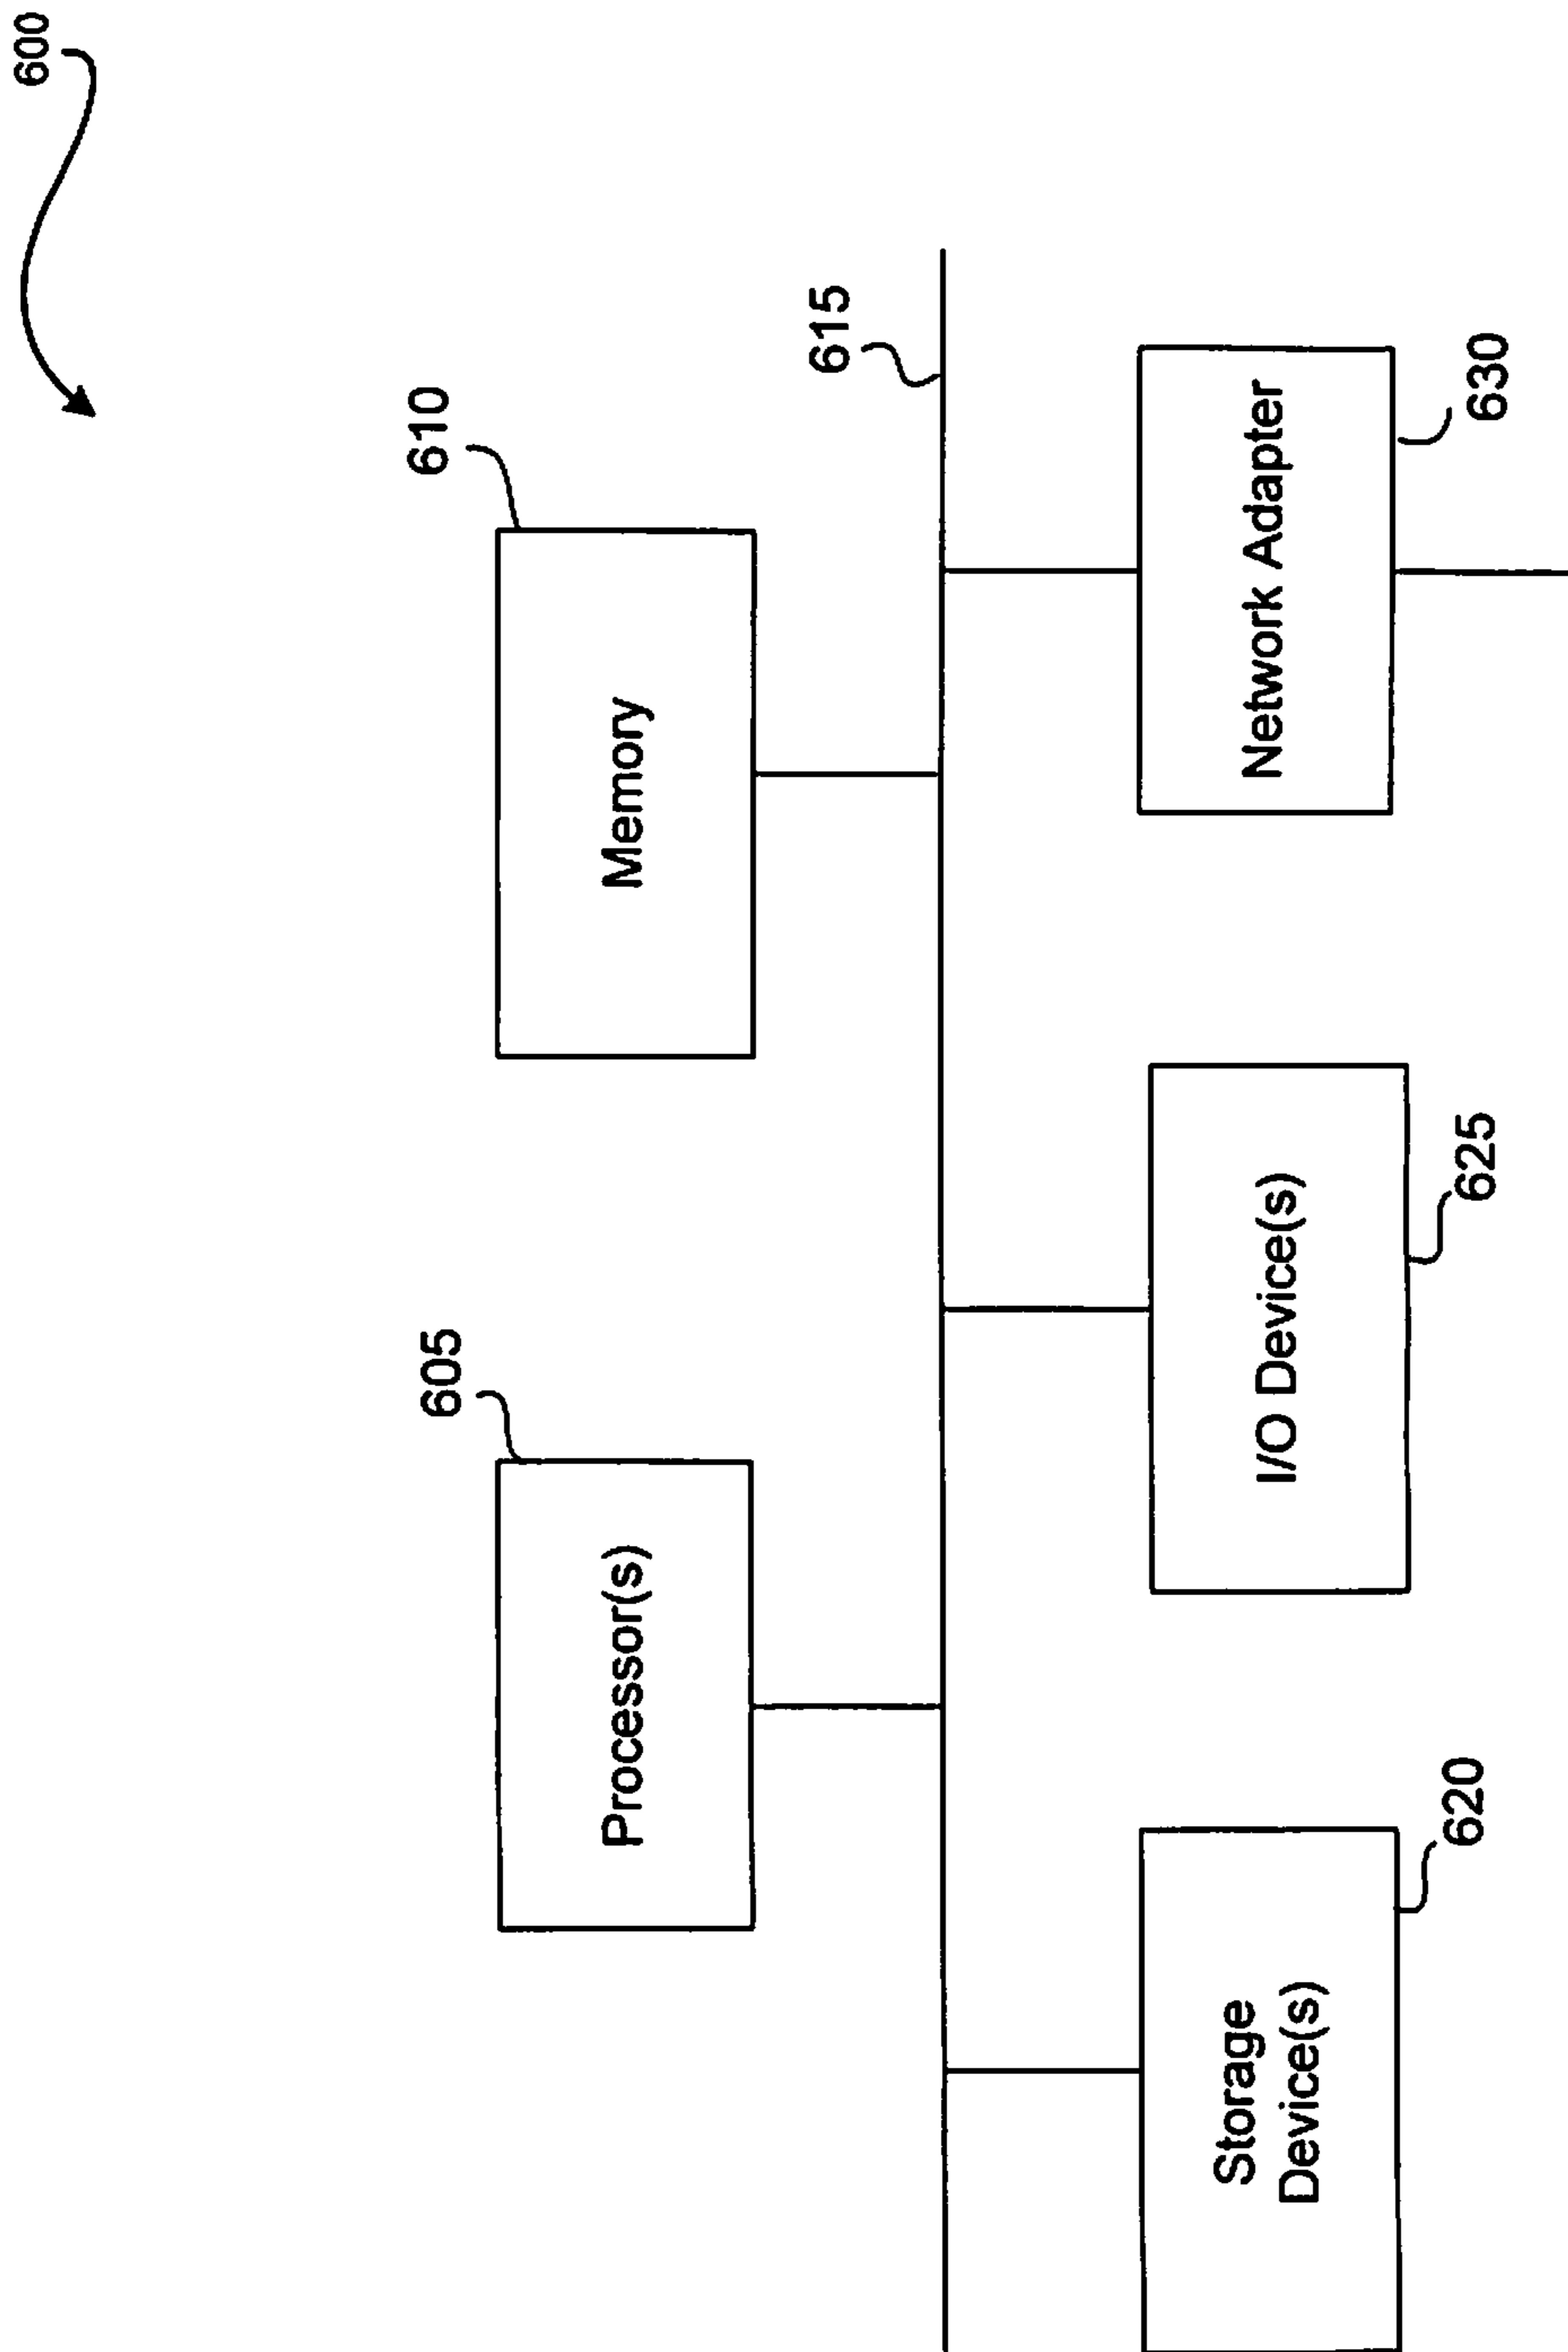 600
610
Memory
615
605
Processor(s)
Network Adapter
630
I/O Device(s)
625
Storage
Device(s)
620